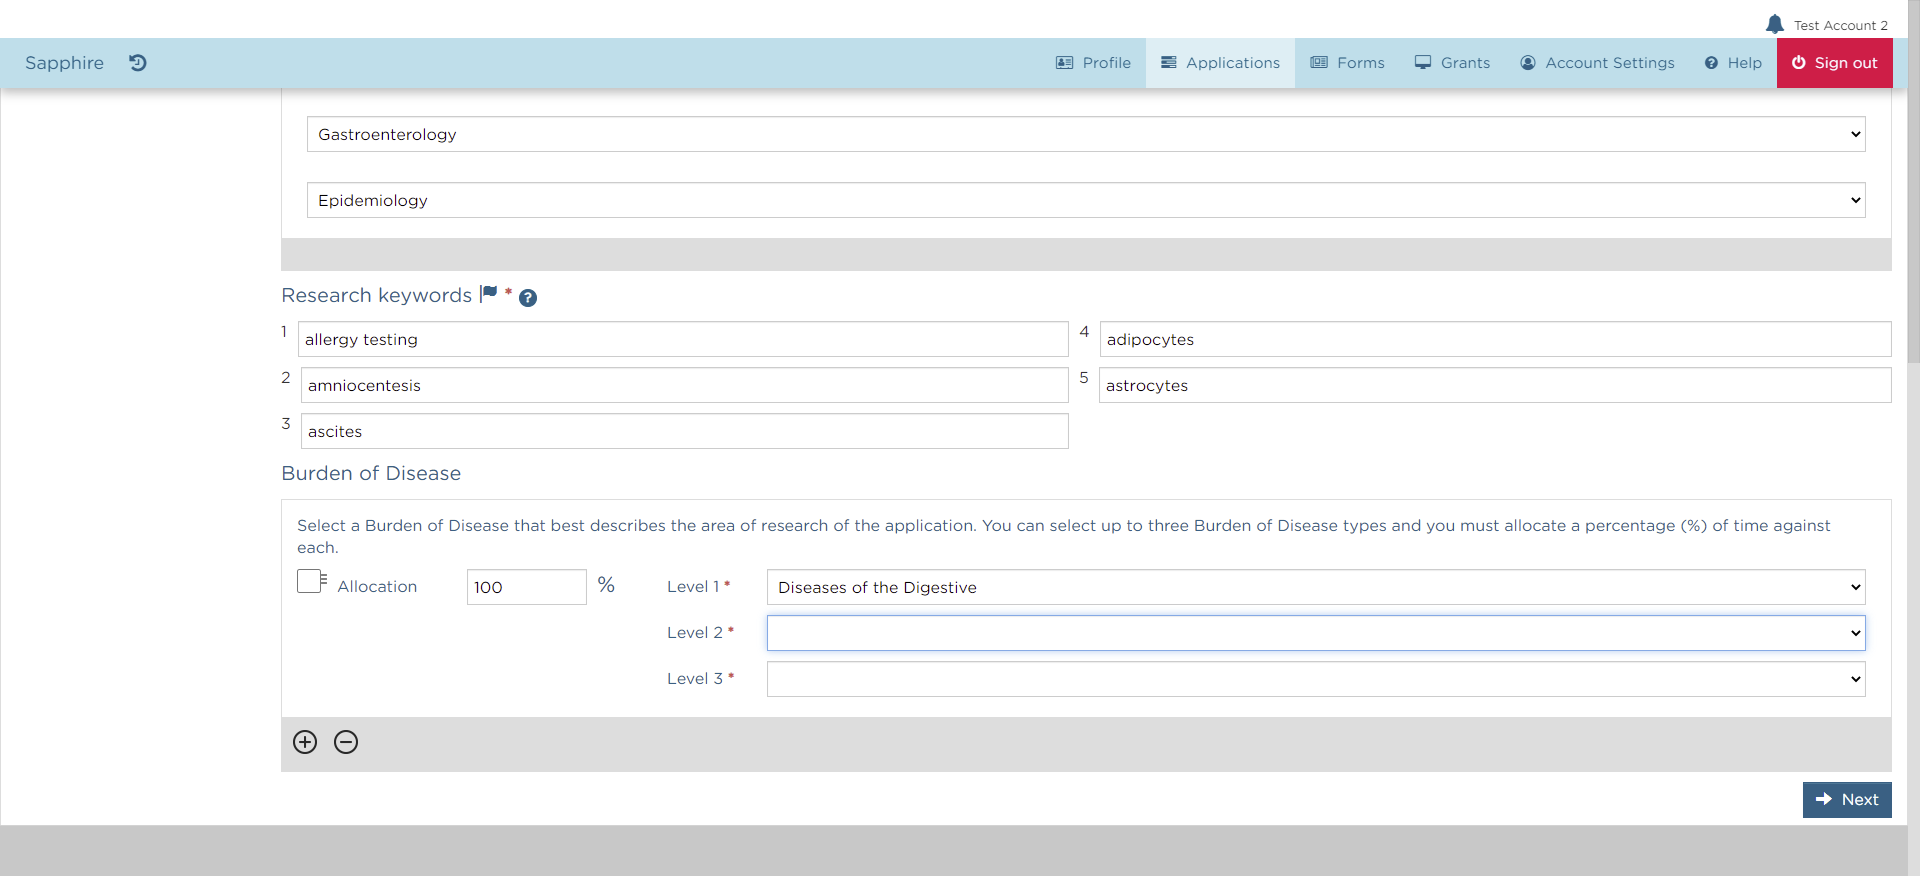 Test Account 2
Sapphire Profile Applications Forms Grants Account Settings Help Sign out
Gastroenterology
Epidemiology
Research keywords * ?
1 allergy testing 4 adipocytes
2 amniocentesis 5 astrocytes
3 ascites
Burden of Disease
Select a Burden of Disease that best describes the area of research of the application. You can select up to three Burden of Disease types and you must allocate a percentage (%) of time against
each.
Allocation 100 % Level 1 * Diseases of the Digestive
Level 2 *
Level 3 *
Next